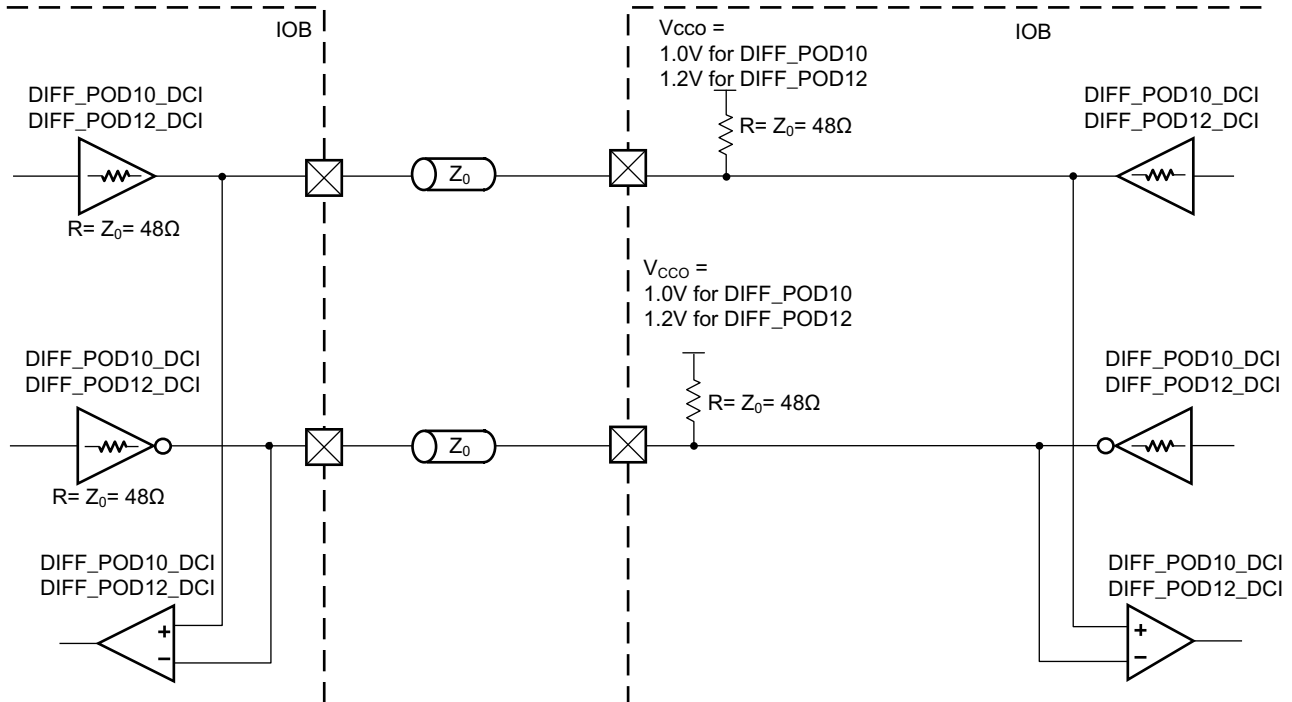 IOB
Vcco =
1.0V for DIFF_POD10
1.2V for DIFF_POD12
IOB
DIFF_POD10_DCI
DIFF_POD12_DCI
R= Z0= 48Ω
DIFF_POD10_DCI
DIFF_POD12_DCI
Z0
R= Z0= 48Ω
VCCO =
1.0V for DIFF_POD10
1.2V for DIFF_POD12
DIFF_POD10_DCI
DIFF_POD12_DCI
R= Z0= 48Ω
DIFF_POD10_DCI
DIFF_POD12_DCI
Z0
R= Z0= 48Ω
DIFF_POD10_DCI
DIFF_POD12_DCI
+
−
DIFF_POD10_DCI
DIFF_POD12_DCI
+
−